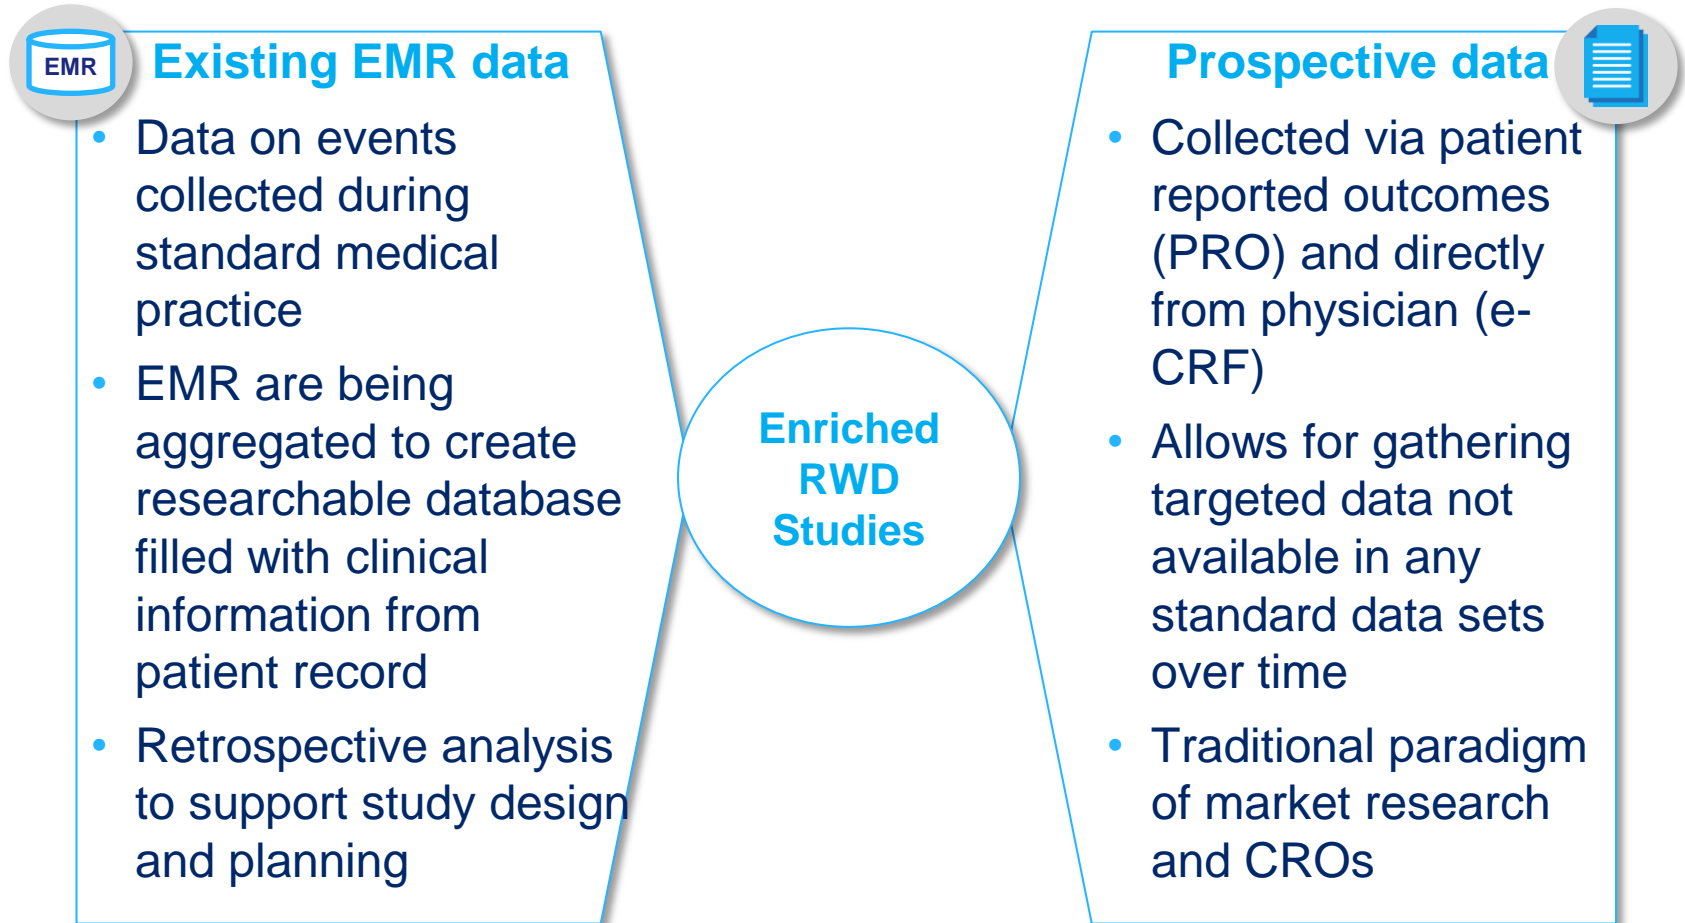 EMR
Existing EMR data
• Data on events
collected during
standard medical
practice
• EMR are being
aggregated to create
researchable database
filled with clinical
information from
patient record
• Retrospective analysis
to support study design
and planning
Enriched
RWD
Studies
Prospective data
• Collected via patient
reported outcomes
(PRO) and directly
from physician (e-
CRF)
• Allows for gathering
targeted data not
available in any
standard data sets
over time
• Traditional paradigm
of market research
and CROs